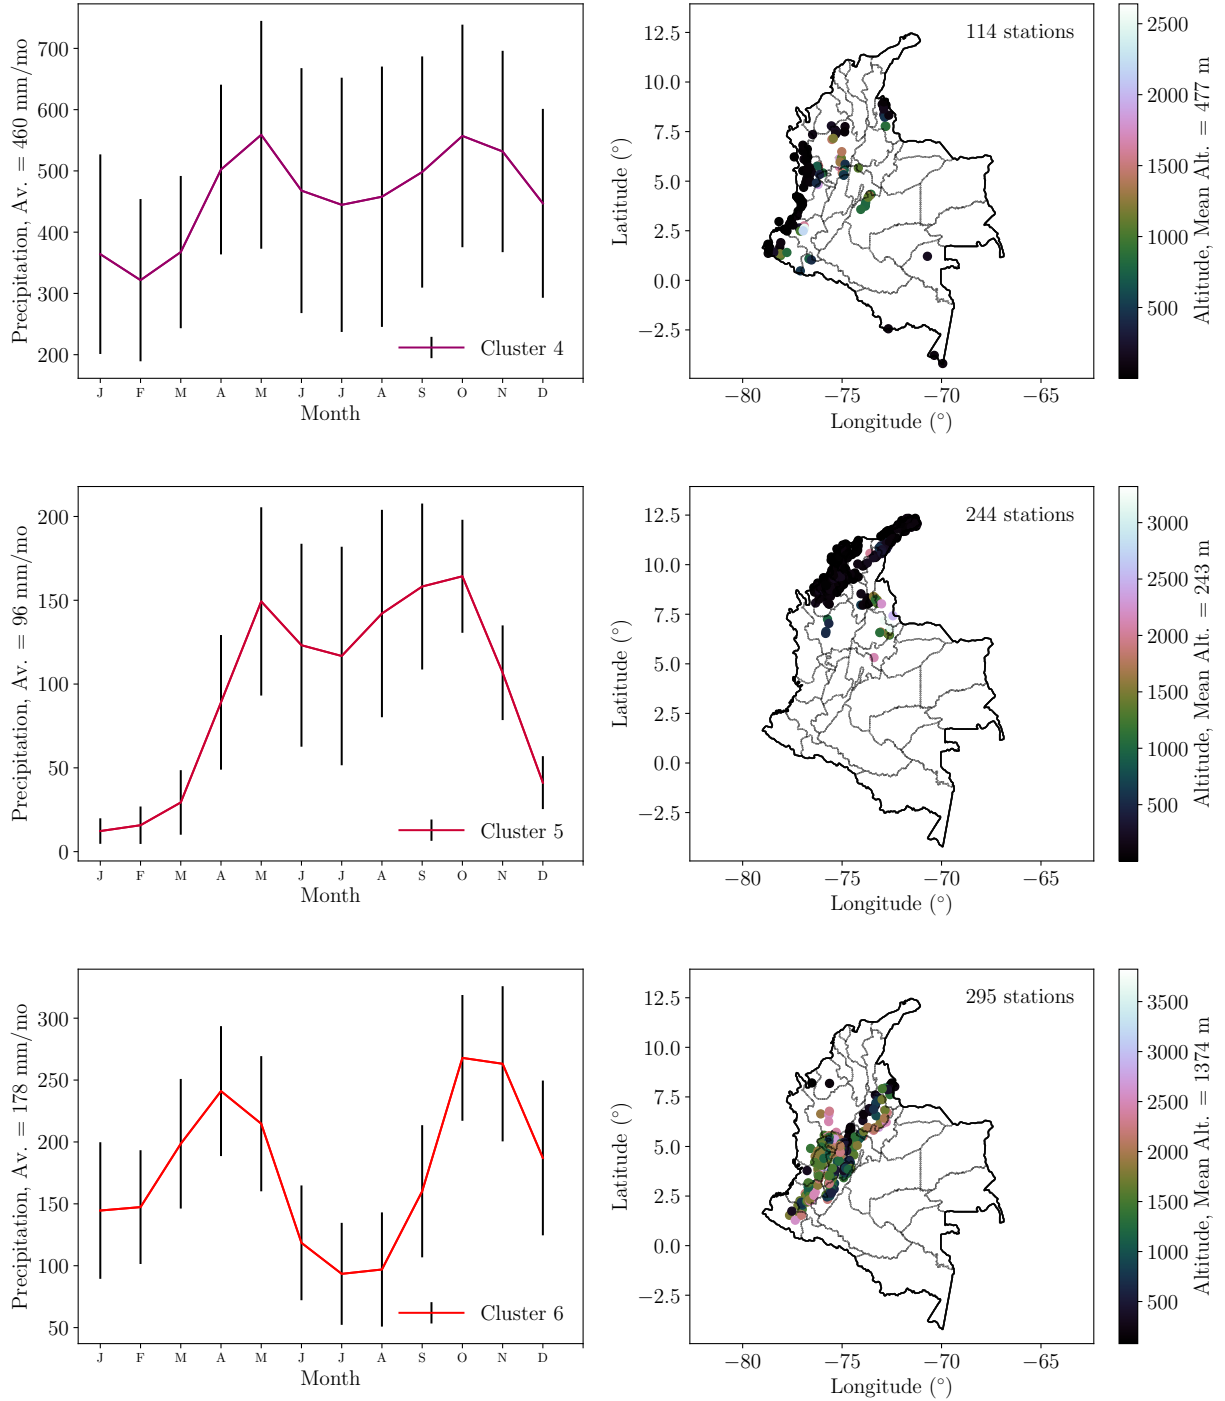 Precipitation, Av. = 460 mm/mo
700
600
500
400
300
200
J F M A M J J A S O N D
Month
Cluster 4
114 stations
Latitude (°)
12.5
10.0
7.5
5.0
2.5
0.0
−2.5
−80 −75 −70 −65
Longitude (°)
2500
2000
1500
1000
500
Altitude, Mean Alt. = 477 m
Precipitation, Av. = 96 mm/mo
200
150
100
50
0
J F M A M J J A S O N D
Month
Cluster 5
244 stations
Latitude (°)
12.5
10.0
7.5
5.0
2.5
0.0
−2.5
−80 −75 −70 −65
Longitude (°)
3000
2500
2000
1500
1000
500
Altitude, Mean Alt. = 243 m
Precipitation, Av. = 178 mm/mo
300
250
200
150
100
50
J F M A M J J A S O N D
Month
Cluster 6
295 stations
Latitude (°)
12.5
10.0
7.5
5.0
2.5
0.0
−2.5
−80 −75 −70 −65
Longitude (°)
3500
3000
2500
2000
1500
1000
500
Altitude, Mean Alt. = 1374 m